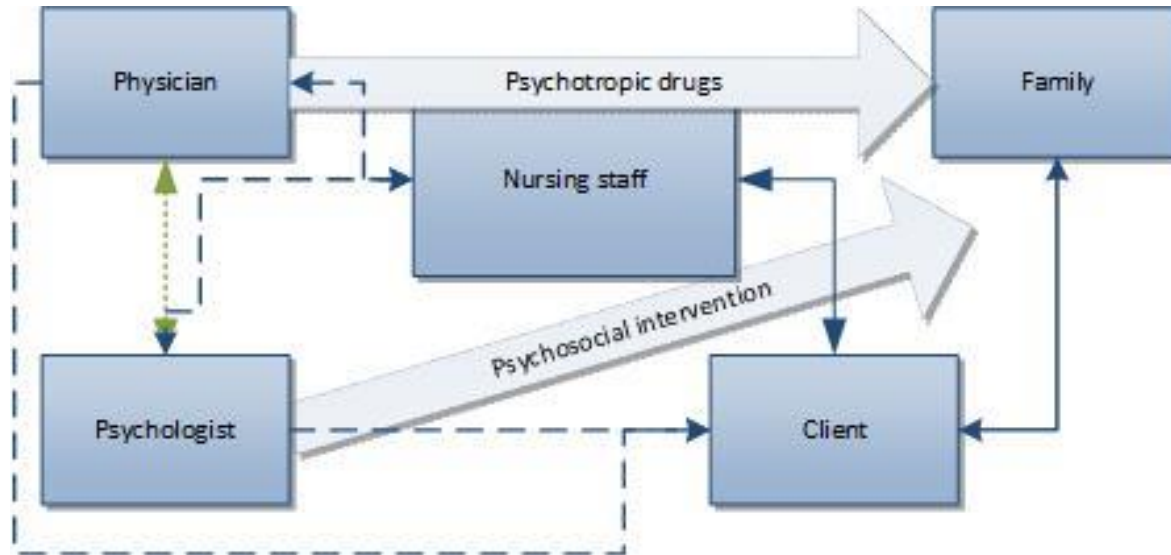 Physician
Psychotropic drugs
Family
Nursing staff
Psychosocial intervention
Psychologist
Client